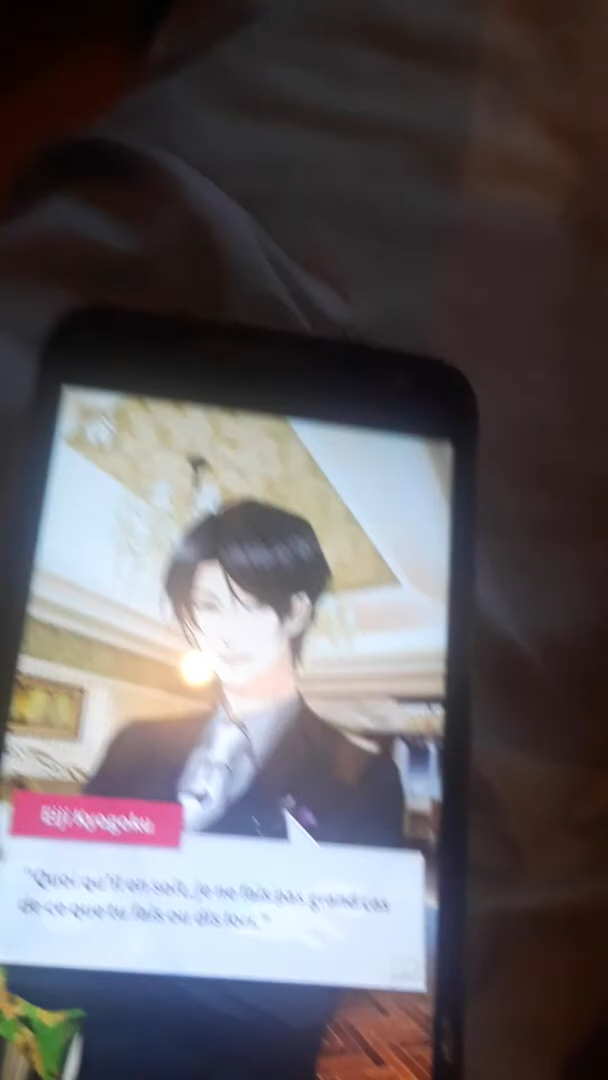 Eiji Kyogoku
"Quoi qu'il en soit, je ne fais pas grand cas
de ce que tu fais ou dis